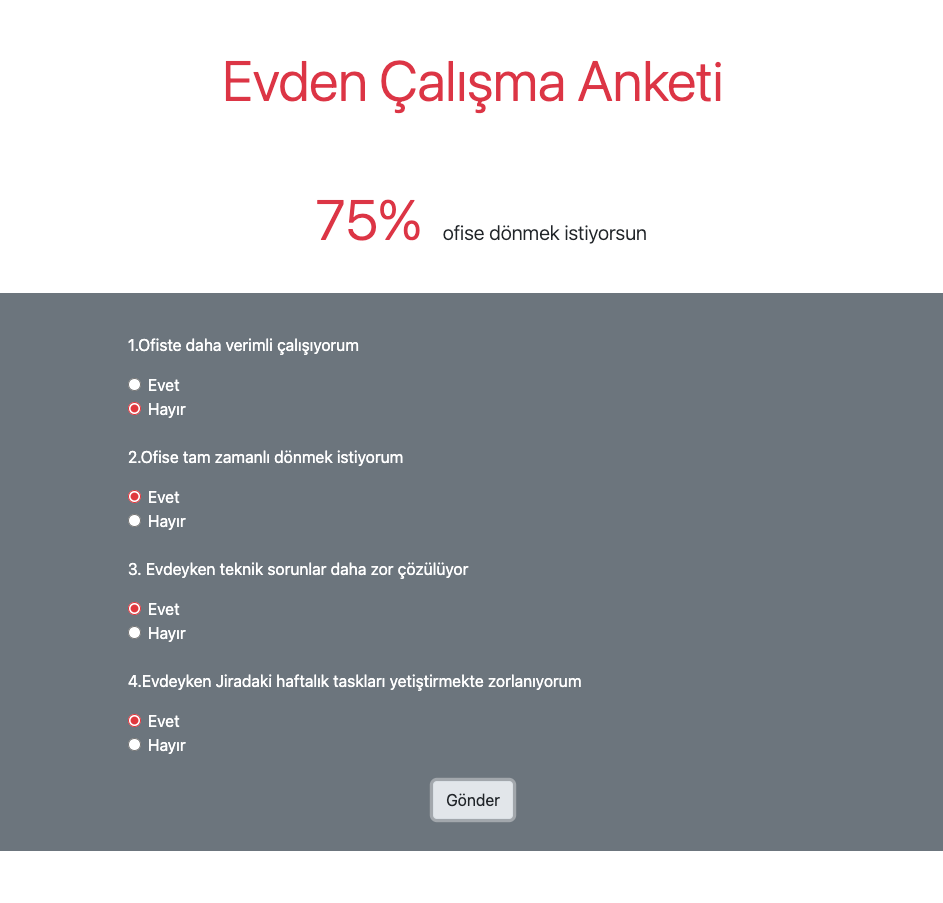 Evden Çalışma Anketi
75% ofise dönmek istiyorsun
1.Ofiste daha verimli çalışıyorum
Evet
Hayır
2.Ofise tam zamanlı dönmek istiyorum
Evet
Hayır
3. Evdeyken teknik sorunlar daha zor çözülüyor
Evet
Hayır
4.Evdeyken Jiradaki haftalık taskları yetiştirmekte zorlanıyorum
Evet
Hayır
Gönder